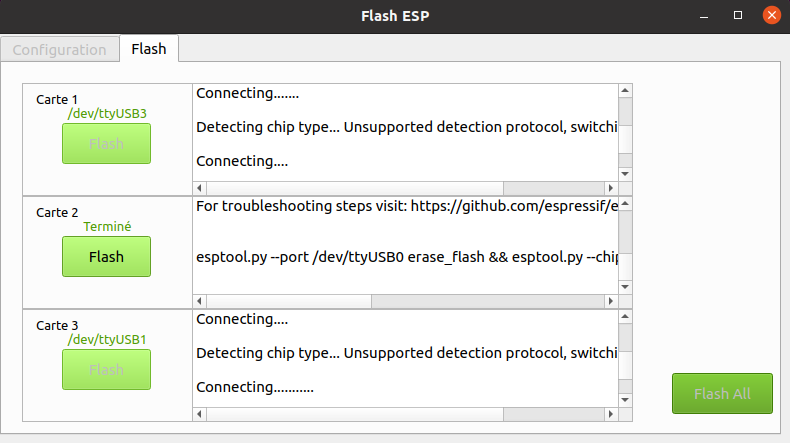 Flash ESP
Configuration
Flash
Carte 1
/dev/ttyUSB3
Flash
Connecting.......
Detecting chip type... Unsupported detection protocol, switchi
Connecting....
Carte 2
Terminé
Flash
For troubleshooting steps visit: https://github.com/espressif/e
esptool.py --port /dev/ttyUSB0 erase_flash && esptool.py --chip
Carte 3
/dev/ttyUSB1
Flash
Connecting....
Detecting chip type... Unsupported detection protocol, switchi
Connecting...........
Flash All